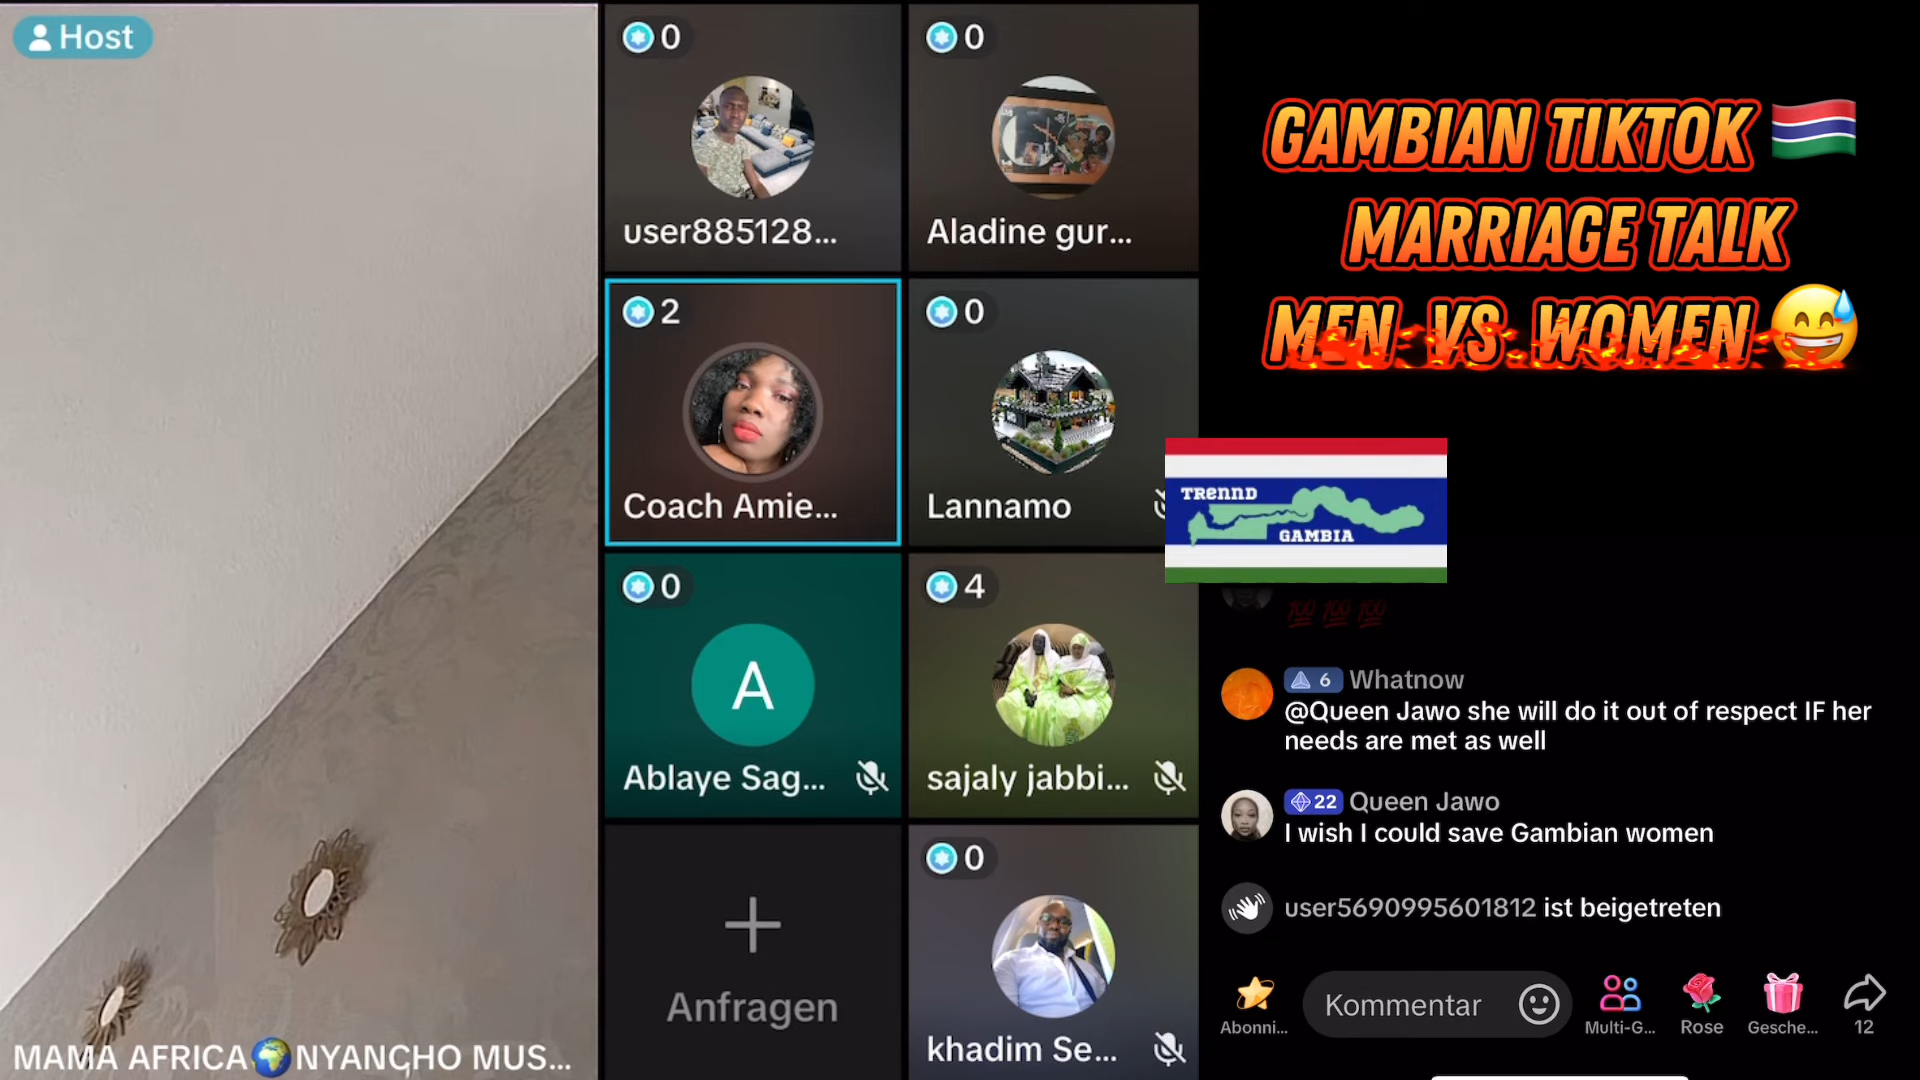 Host
0
user885128...
0
Aladine gur...
2
Coach Amie...
0
Lannamo
0
A
Ablaye Sag...
4
sajaly jabbi...
Anfragen
0
khadim Se...
MAMA AFRICA🌍NYANCHO MUS...
GAMBIAN TIKTOK 🇬🇲
MARRIAGE TALK
MEN VS WOMEN 😅
TRENND
GAMBIA
💯 💯 💯
6 Whatnow
@Queen Jawo she will do it out of respect IF her
needs are met as well
22 Queen Jawo
I wish I could save Gambian women
user5690995601812 ist beigetreten
Abonni...
Kommentar
Multi-G...
Rose
Gesche...
12